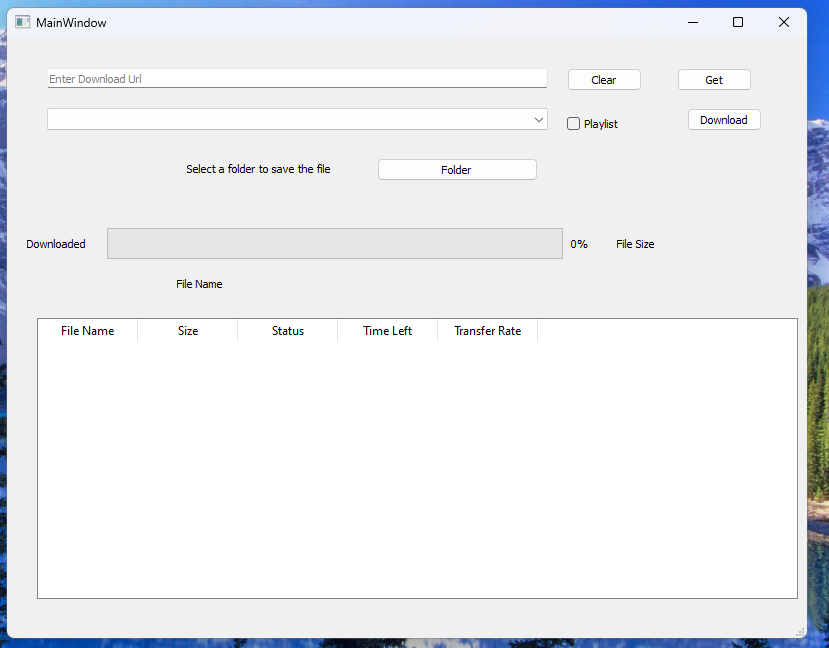 MainWindow
Enter Download Url Clear Get
Playlist Download
Select a folder to save the file Folder
Downloaded 0% File Size
File Name
File Name Size Status Time Left Transfer Rate